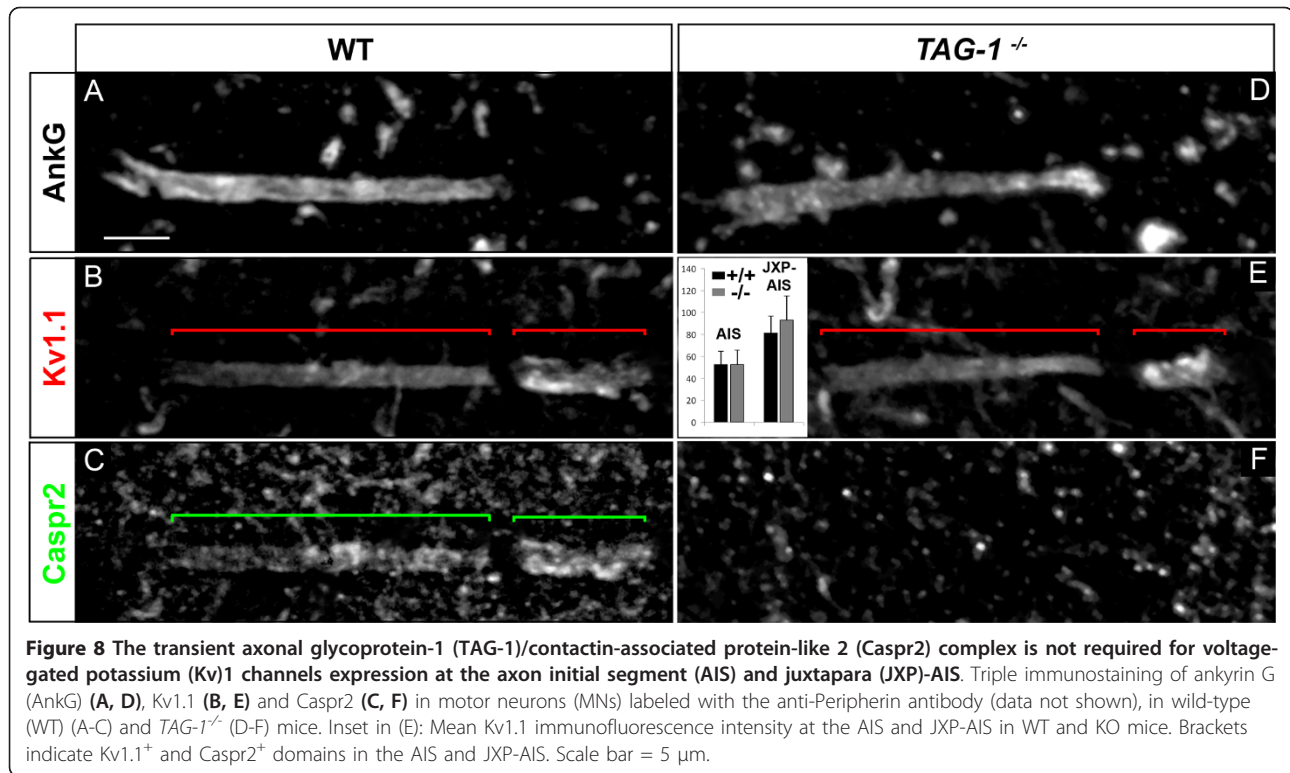 WT
TAG-1 -/-
AnkG
A
D
Kv1.1
B
140
120
100
80
60
40
20
0
+/+
-/-
AIS
JXP-
AIS
E
Caspr2
C
F
Figure 8 The transient axonal glycoprotein-1 (TAG-1)/contactin-associated protein-like 2 (Caspr2) complex is not required for voltage-
gated potassium (Kv)1 channels expression at the axon initial segment (AIS) and juxtapara (JXP)-AIS. Triple immunostaining of ankyrin G
(AnkG) (A, D), Kv1.1 (B, E) and Caspr2 (C, F) in motor neurons (MNs) labeled with the anti-Peripherin antibody (data not shown), in wild-type
(WT) (A-C) and TAG-1-/- (D-F) mice. Inset in (E): Mean Kv1.1 immunofluorescence intensity at the AIS and JXP-AIS in WT and KO mice. Brackets
indicate Kv1.1+ and Caspr2+ domains in the AIS and JXP-AIS. Scale bar = 5 μm.